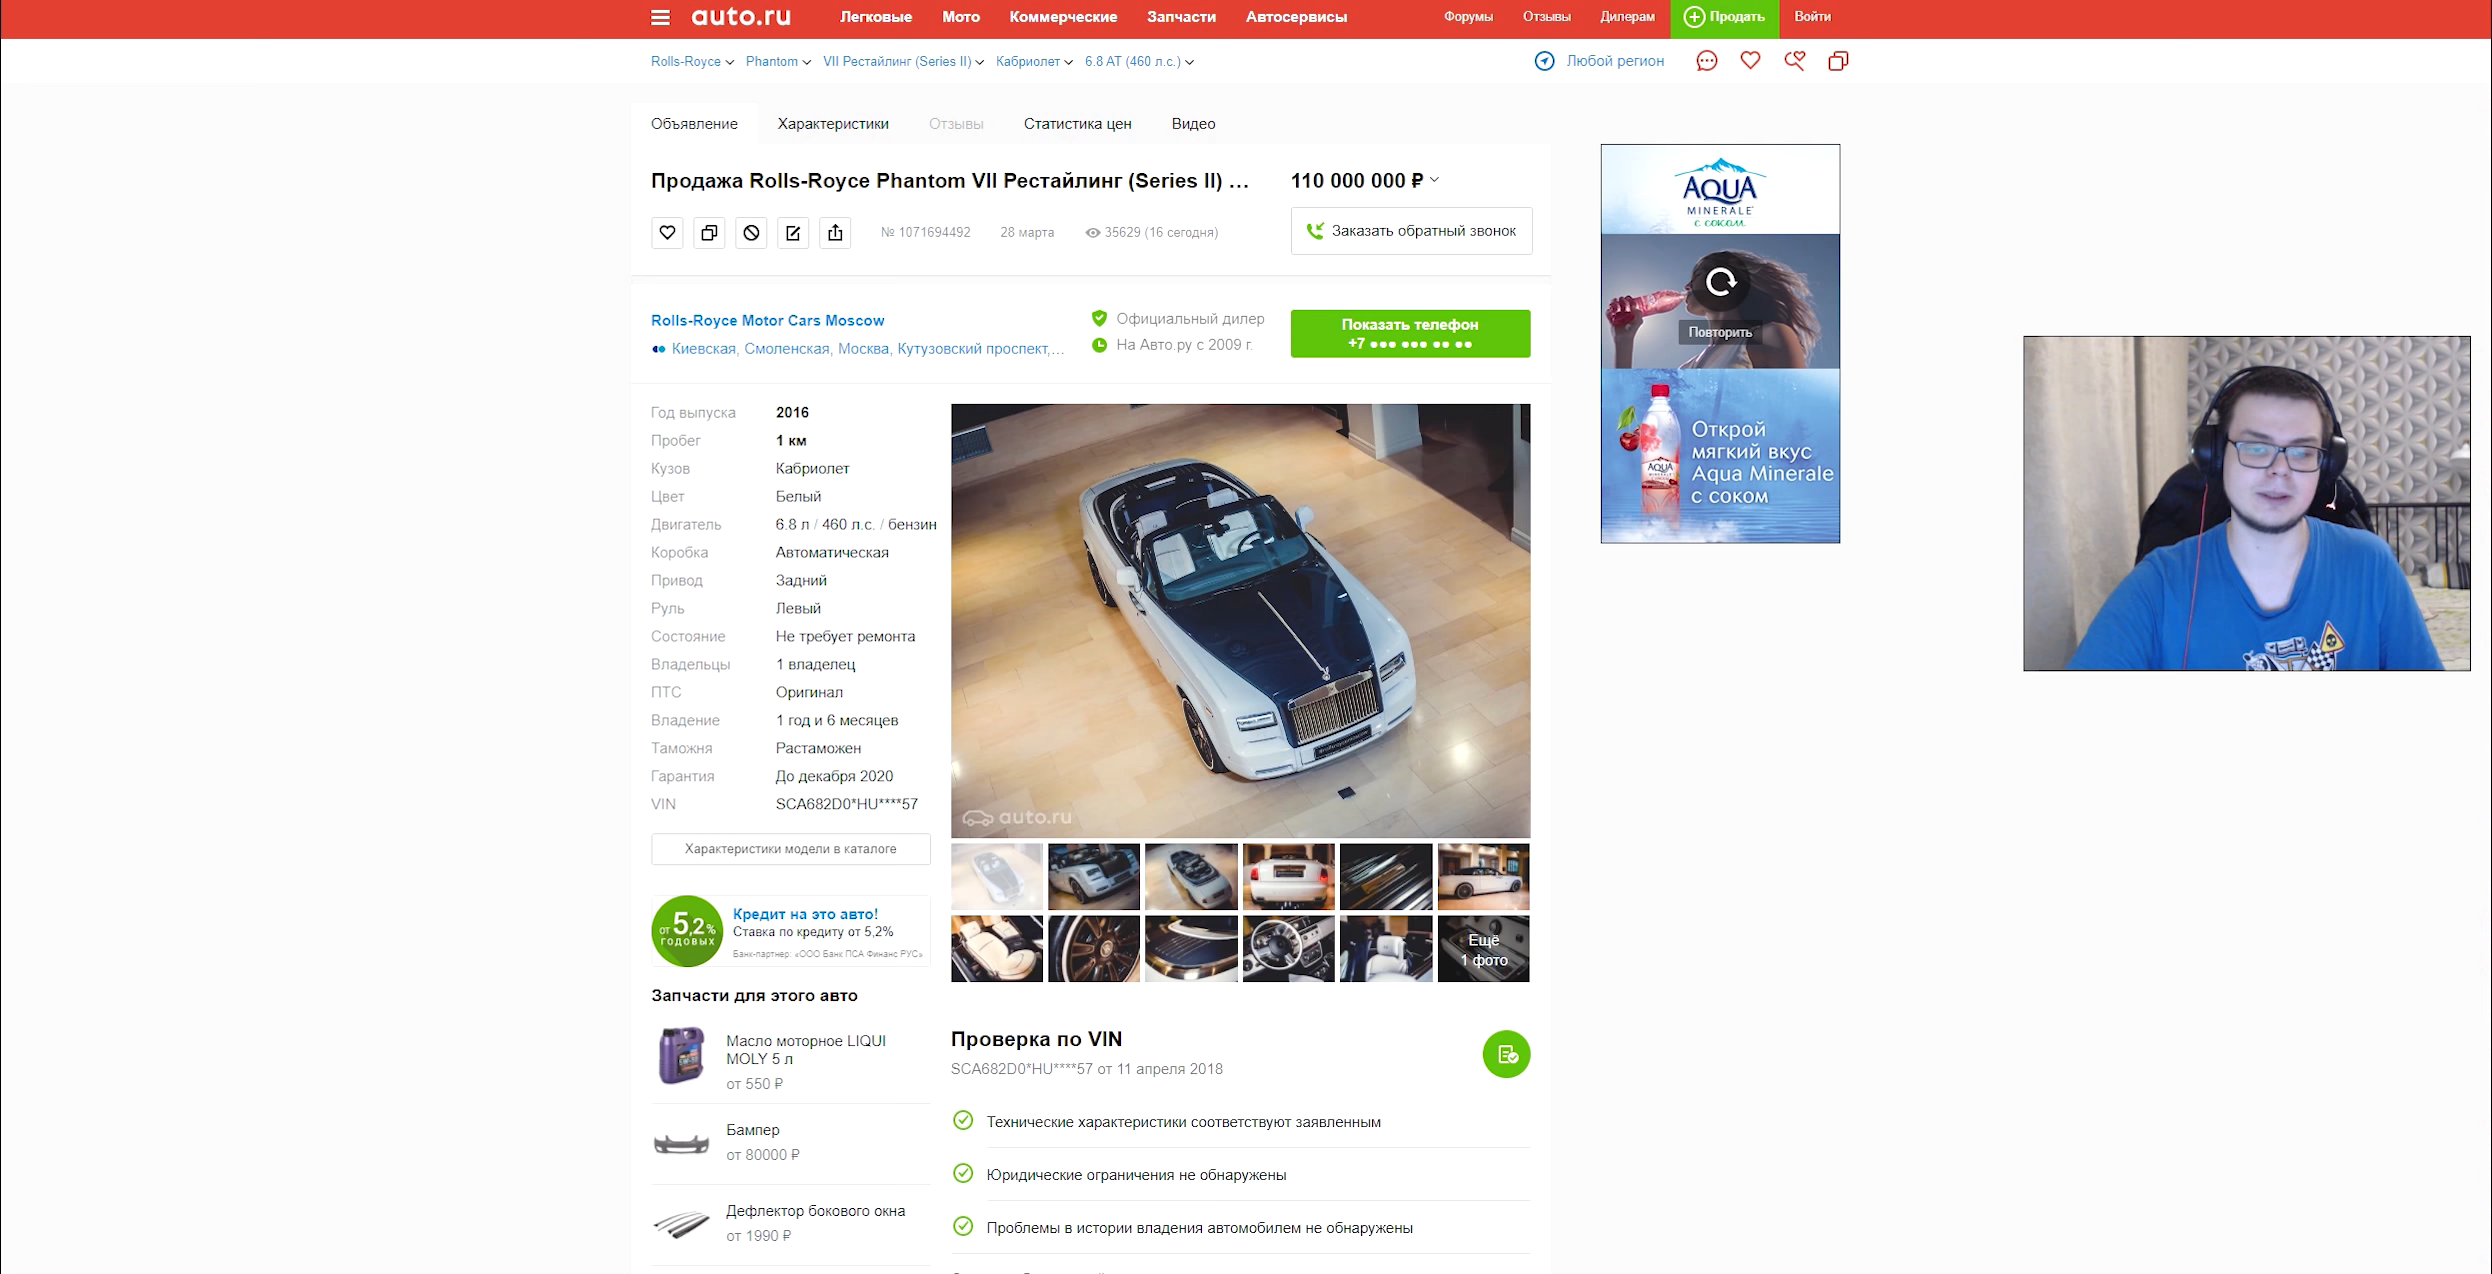 auto.ru
Легковые Мото Коммерческие Запчасти Автосервисы
Форумы Отзывы Дилерам Продать Войти
Rolls-Royce Phantom VII Рестайлинг (Series II) Кабриолет 6.8 AT (460 л.с.)
Любой регион
Объявление Характеристики Отзывы Статистика цен Видео
Продажа Rolls-Royce Phantom VII Рестайлинг (Series II) ...
110 000 000 ₽
№ 1071694492 28 марта 35629 (16 сегодня)
Заказать обратный звонок
Rolls-Royce Motor Cars Moscow
Киевская, Смоленская, Москва, Кутузовский проспект,...
Официальный дилер
На Авто.ру с 2009 г.
Показать телефон
+7 ●●● ●●● ●● ●●
Год выпуска 2016
Пробег 1 км
Кузов Кабриолет
Цвет Белый
Двигатель 6.8 л / 460 л.с. / бензин
Коробка Автоматическая
Привод Задний
Руль Левый
Состояние Не требует ремонта
Владельцы 1 владелец
ПТС Оригинал
Владение 1 год и 6 месяцев
Таможня Растаможен
Гарантия До декабря 2020
VIN SCA682D0*HU****57
Характеристики модели в каталоге
от 5,2%
годовых
Кредит на это авто!
Ставка по кредиту от 5,2%
Банк-партнер: «ООО Банк ПСА Финанс РУС»
Запчасти для этого авто
Масло моторное LIQUI
MOLY 5 л
от 550 ₽
Бампер
от 80000 ₽
Дефлектор бокового окна
от 1990 ₽
auto.ru
Ещё
1 фото
Проверка по VIN
SCA682D0*HU****57 от 11 апреля 2018
Технические характеристики соответствуют заявленным
Юридические ограничения не обнаружены
Проблемы в истории владения автомобилем не обнаружены
AQUA
MINERALE
с соком
Повторить
AQUA
Открой
мягкий вкус
Aqua Minerale
с соком